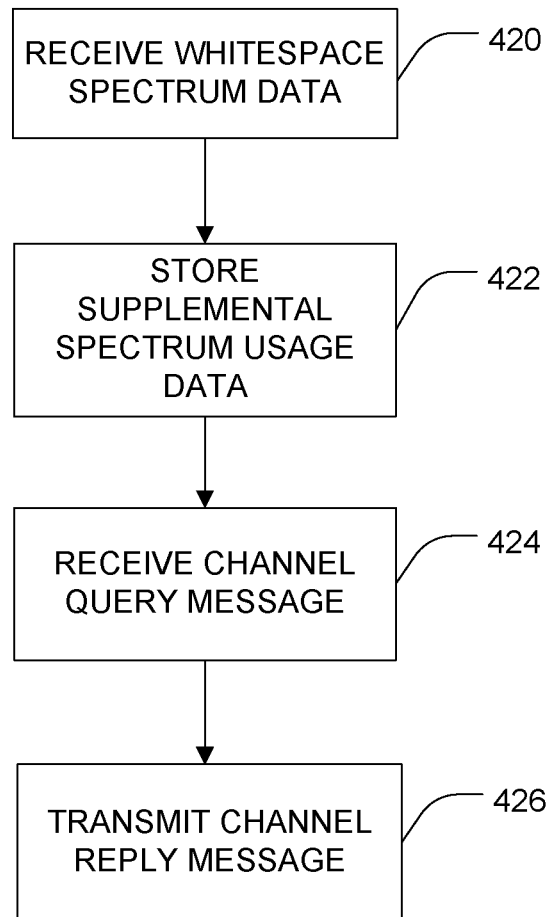 RECEIVE WHITESPACE
SPECTRUM DATA
420
STORE
SUPPLEMENTAL
SPECTRUM USAGE
DATA
422
RECEIVE CHANNEL
QUERY MESSAGE
424
TRANSMIT CHANNEL
REPLY MESSAGE
426